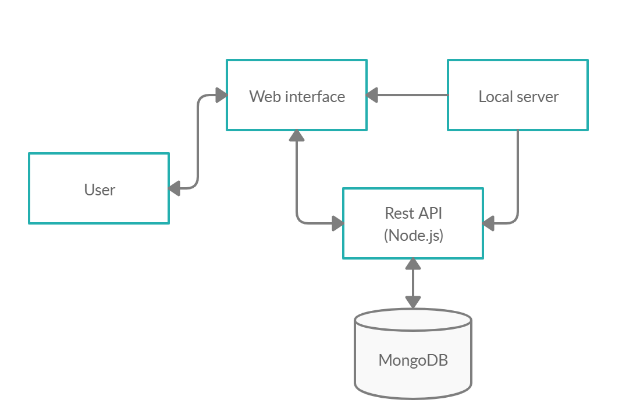 Web interface
Local server
User
Rest API
(Node.js)
MongoDB